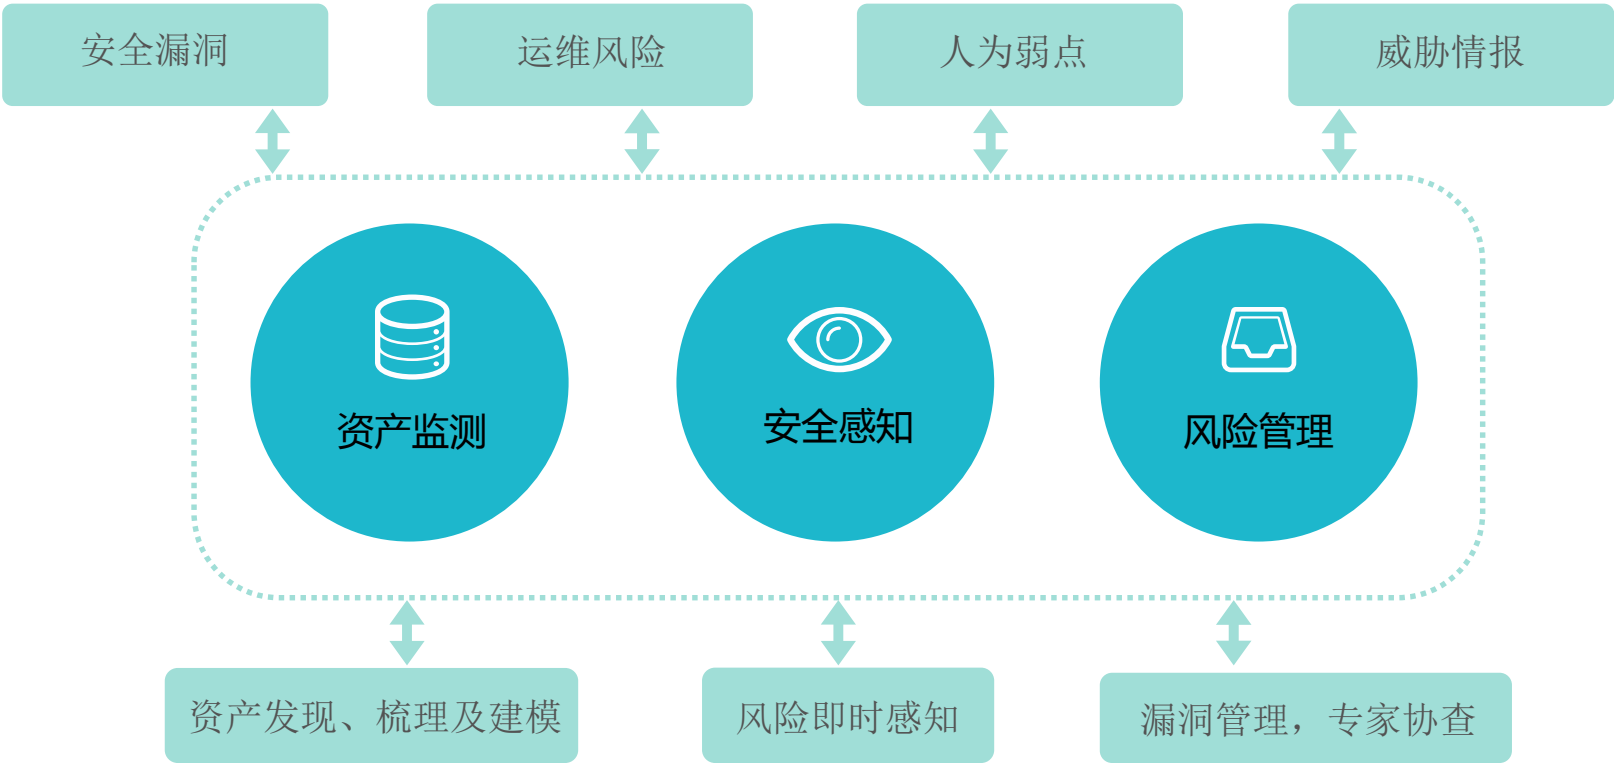 安全漏洞
运维风险
人为弱点
威胁情报
资产监测
安全感知
风险管理
资产发现、梳理及建模
风险即时感知
漏洞管理，专家协查